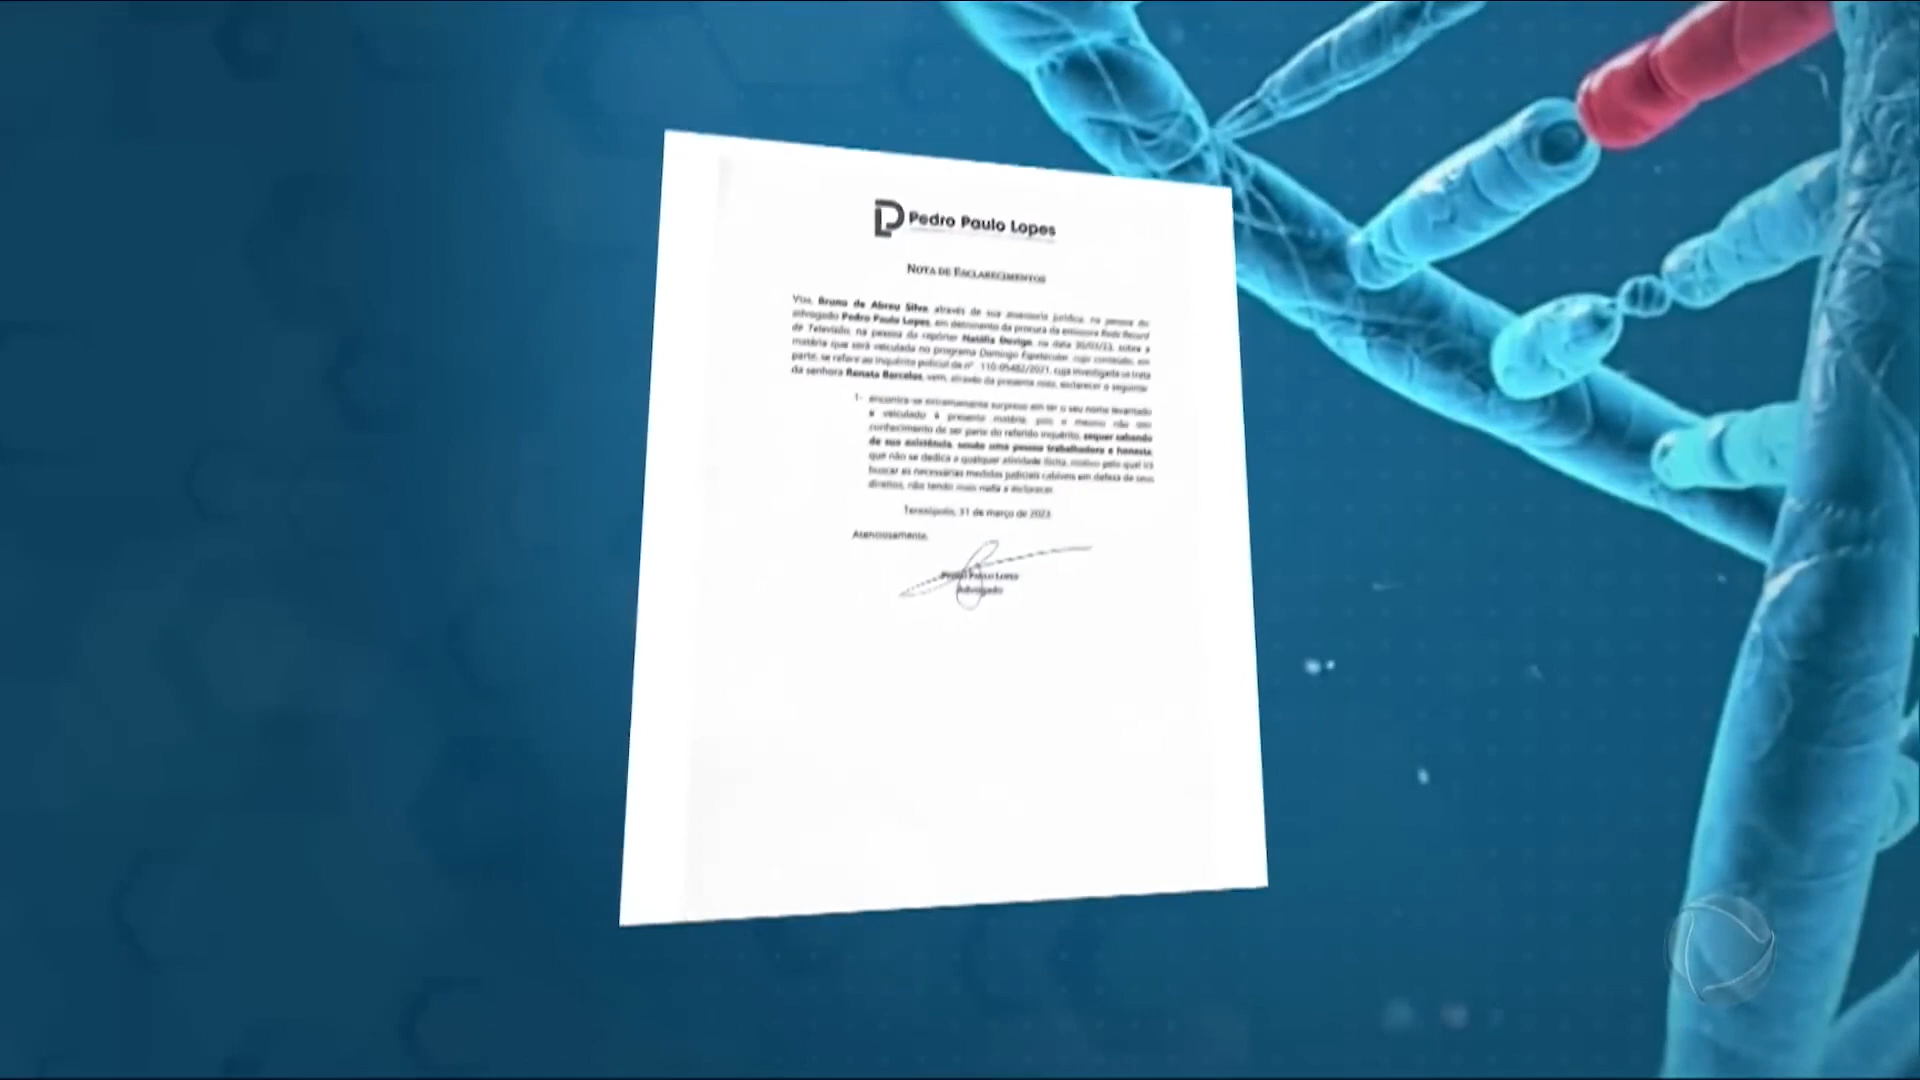 Pedro Paulo Lopes
NOTA DE ESCLARECIMENTOS
Bruno de Abreu Silva, através de sua assessoria jurídica, na pessoa do
advogado Pedro Paulo Lopes, em detrimento da procura da emissora Rede Record
de Televisão, na pessoa da repórter Natália Dovigo, na data 30/03/23, sobre a
matéria que será veiculada no programa Domingo Espetacular, cujo conteúdo, em
parte, se refere ao inquérito policial de nº 110-05482/2021, cuja investigada se trata
da senhora Renata Barcelos, vem, através da presente nota, esclarecer o seguinte:
1- encontra-se extremamente surpreso em ter o seu nome levantado
e veiculado à presente matéria, pois o mesmo não tem
conhecimento de ser parte do referido inquérito, sequer sabendo
de sua existência, sendo uma pessoa trabalhadora e honesta,
que não se dedica a qualquer atividade ilícita, motivo pelo qual irá
buscar as necessárias medidas judiciais cabíveis em defesa de seus
direitos, não tendo mais nada a esclarecer.
Teresópolis, 31 de março de 2023.
Atenciosamente,
PEDRO PAULO LOPES
Advogado